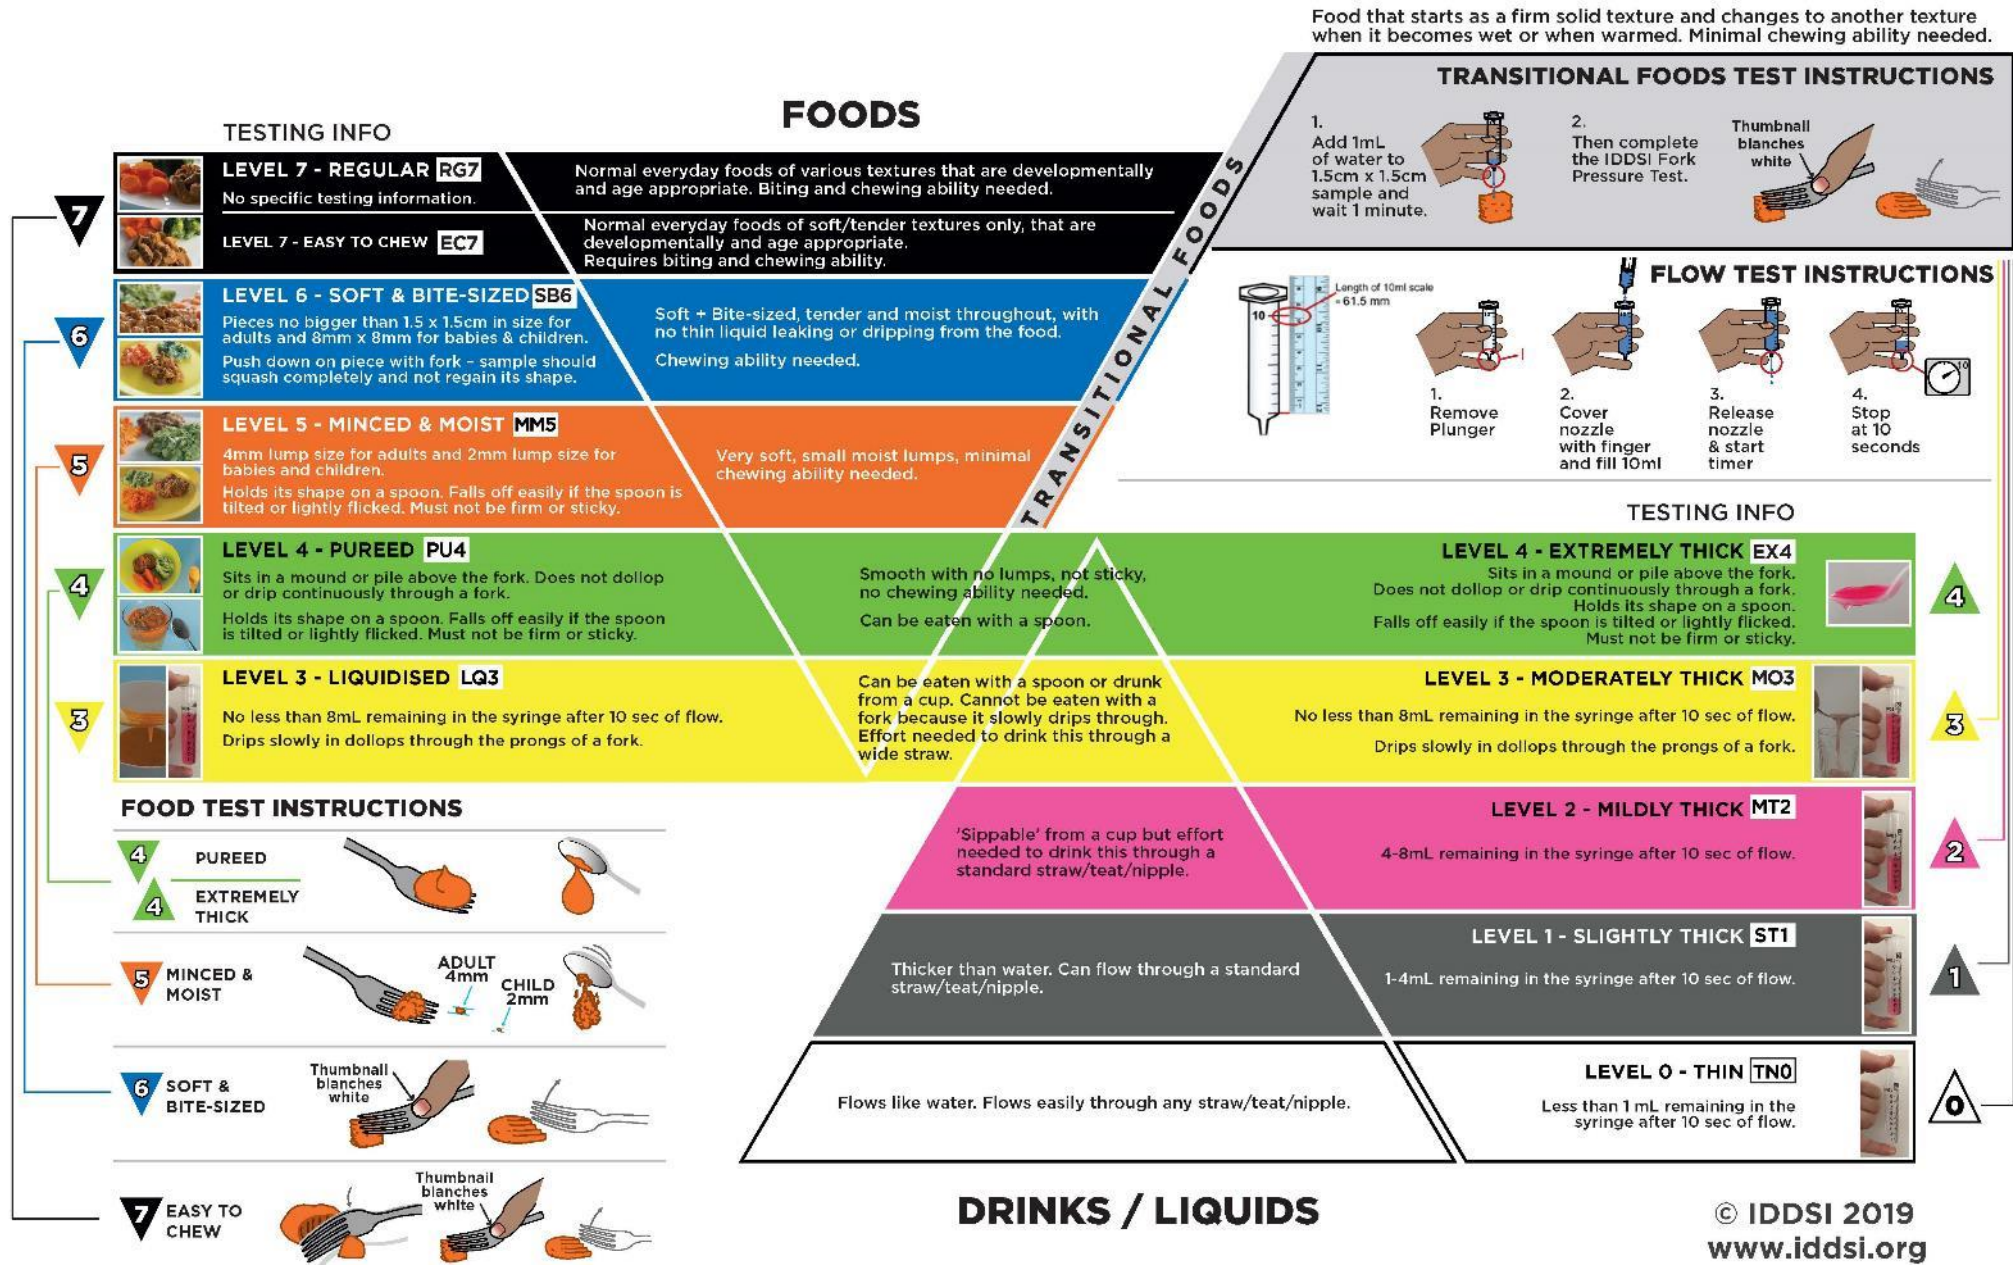 Food that starts as a firm solid texture and changes to another texture
when it becomes wet or when warmed. Minimal chewing ability needed.
TRANSITIONAL FOODS TEST INSTRUCTIONS
1.
Add 1mL
of water to
1.5cm x 1.5cm
sample and
wait 1 minute.
2.
Then complete
the IDDSI Fork
Pressure Test.
Thumbnail
blanches
white
FOODS
TESTING INFO
7
LEVEL 7 - REGULAR RG7
No specific testing information.
Normal everyday foods of various textures that are developmentally
and age appropriate. Biting and chewing ability needed.
LEVEL 7 - EASY TO CHEW EC7
Normal everyday foods of soft/tender textures only, that are
developmentally and age appropriate.
Requires biting and chewing ability.
TRANSITIONAL FOODS
6
LEVEL 6 - SOFT & BITE-SIZED SB6
Pieces no bigger than 1.5 x 1.5cm in size for
adults and 8mm x 8mm for babies & children.
Push down on piece with fork - sample should
squash completely and not regain its shape.
Soft + Bite-sized, tender and moist throughout, with
no thin liquid leaking or dripping from the food.
Chewing ability needed.
5
LEVEL 5 - MINCED & MOIST MM5
4mm lump size for adults and 2mm lump size for
babies and children.
Holds its shape on a spoon. Falls off easily if the spoon is
tilted or lightly flicked. Must not be firm or sticky.
Very soft, small moist lumps, minimal
chewing ability needed.
FLOW TEST INSTRUCTIONS
Length of 10ml scale
= 61.5 mm
10
1.
Remove
Plunger
2.
Cover
nozzle
with finger
and fill 10ml
3.
Release
nozzle
& start
timer
10
4.
Stop
at 10
seconds
TESTING INFO
4
LEVEL 4 - PUREED PU4
Sits in a mound or pile above the fork. Does not dollop
or drip continuously through a fork.
Holds its shape on a spoon. Falls off easily if the spoon
is tilted or lightly flicked. Must not be firm or sticky.
Smooth with no lumps, not sticky,
no chewing ability needed.
Can be eaten with a spoon.
LEVEL 4 - EXTREMELY THICK EX4
Sits in a mound or pile above the fork.
Does not dollop or drip continuously through a fork.
Holds its shape on a spoon.
Falls off easily if the spoon is tilted or lightly flicked.
Must not be firm or sticky.
4
3
LEVEL 3 - LIQUIDISED LQ3
No less than 8mL remaining in the syringe after 10 sec of flow.
Drips slowly in dollops through the prongs of a fork.
Can be eaten with a spoon or drunk
from a cup. Cannot be eaten with a
fork because it slowly drips through.
Effort needed to drink this through a
wide straw.
LEVEL 3 - MODERATELY THICK MO3
No less than 8mL remaining in the syringe after 10 sec of flow.
Drips slowly in dollops through the prongs of a fork.
3
'Sippable' from a cup but effort
needed to drink this through a
standard straw/teat/nipple.
LEVEL 2 - MILDLY THICK MT2
4-8mL remaining in the syringe after 10 sec of flow.
2
Thicker than water. Can flow through a standard
straw/teat/nipple.
LEVEL 1 - SLIGHTLY THICK ST1
1-4mL remaining in the syringe after 10 sec of flow.
1
Flows like water. Flows easily through any straw/teat/nipple.
LEVEL 0 - THIN TN0
Less than 1 mL remaining in the
syringe after 10 sec of flow.
0
FOOD TEST INSTRUCTIONS
4
PUREED
4
EXTREMELY
THICK
5
MINCED &
MOIST
ADULT
4mm
CHILD
2mm
6
SOFT &
BITE-SIZED
Thumbnail
blanches
white
7
EASY TO
CHEW
Thumbnail
blanches
white
DRINKS / LIQUIDS
© IDDSI 2019
www.iddsi.org